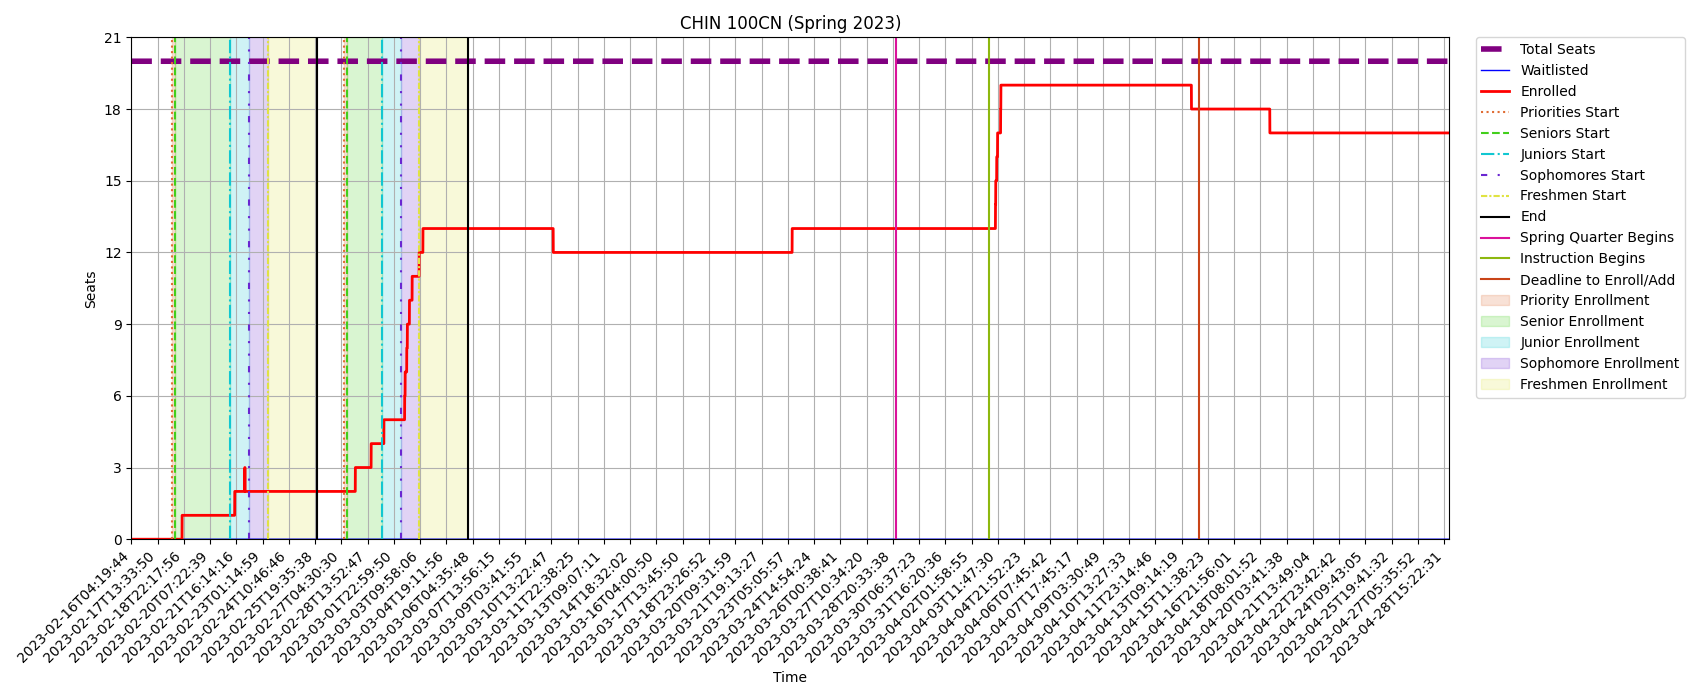 CHIN 100CN (Spring 2023)
21
18
15
12
9
6
3
0
Seats
2023-02-16T04:19:44
2023-02-17T13:33:50
2023-02-18T22:17:56
2023-02-20T07:22:39
2023-02-21T16:14:16
2023-02-23T01:14:59
2023-02-24T10:46:46
2023-02-25T19:35:38
2023-02-27T04:30:30
2023-02-28T13:52:47
2023-03-01T22:59:50
2023-03-03T09:58:06
2023-03-04T19:11:56
2023-03-06T04:35:48
2023-03-07T13:56:15
2023-03-09T03:41:55
2023-03-10T13:22:47
2023-03-11T22:38:25
2023-03-13T09:07:11
2023-03-14T18:32:02
2023-03-16T04:00:50
2023-03-17T13:45:50
2023-03-18T23:26:52
2023-03-20T09:31:59
2023-03-21T19:13:27
2023-03-23T05:05:57
2023-03-24T14:54:24
2023-03-26T00:38:41
2023-03-27T10:34:20
2023-03-28T20:33:38
2023-03-30T06:37:23
2023-03-31T16:20:36
2023-04-02T01:58:55
2023-04-03T11:47:30
2023-04-04T21:52:23
2023-04-06T07:45:42
2023-04-07T17:45:17
2023-04-09T03:30:49
2023-04-10T13:27:33
2023-04-11T23:14:46
2023-04-13T09:14:19
2023-04-15T11:38:23
2023-04-16T21:56:01
2023-04-18T08:01:52
2023-04-20T03:41:38
2023-04-21T13:49:04
2023-04-22T23:42:42
2023-04-24T09:43:05
2023-04-25T19:41:32
2023-04-27T05:35:52
2023-04-28T15:22:31
Time
Total Seats
Waitlisted
Enrolled
Priorities Start
Seniors Start
Juniors Start
Sophomores Start
Freshmen Start
End
Spring Quarter Begins
Instruction Begins
Deadline to Enroll/Add
Priority Enrollment
Senior Enrollment
Junior Enrollment
Sophomore Enrollment
Freshmen Enrollment